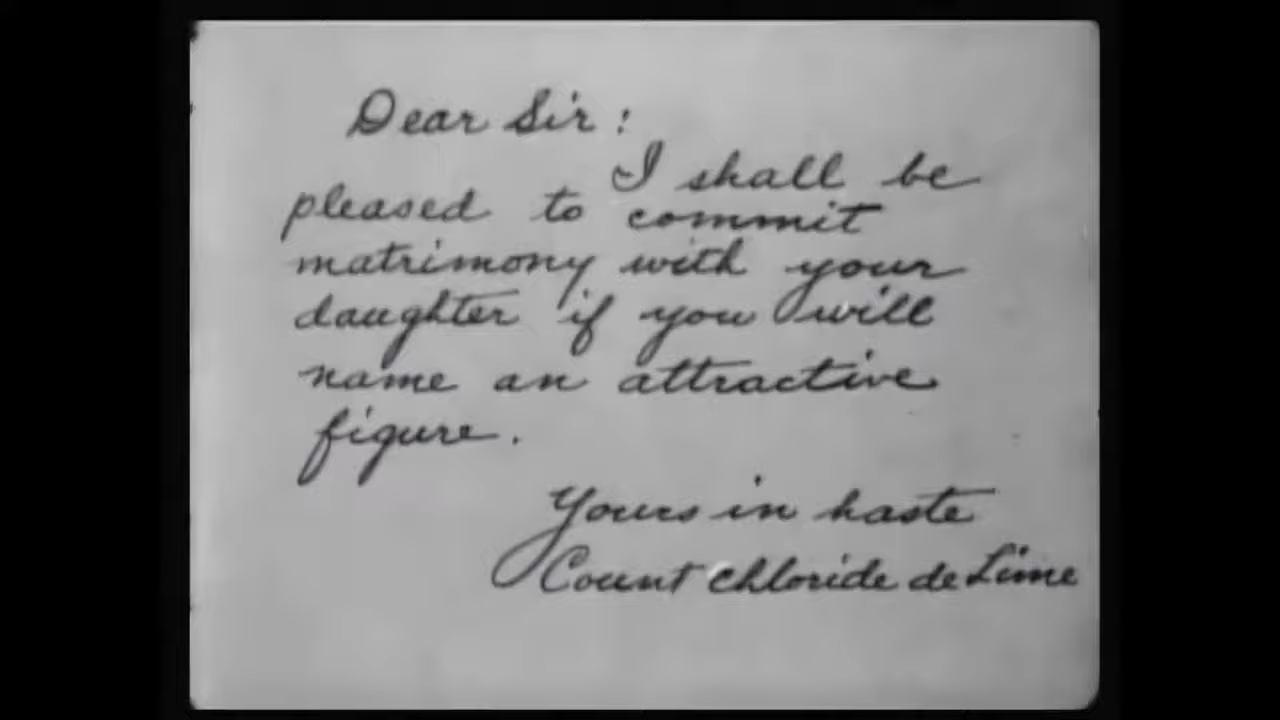 Dear Sir:
I shall be
pleased to commit
matrimony with your
daughter if you will
name an attractive
figure.
Yours in haste
Count Chloride de Lime